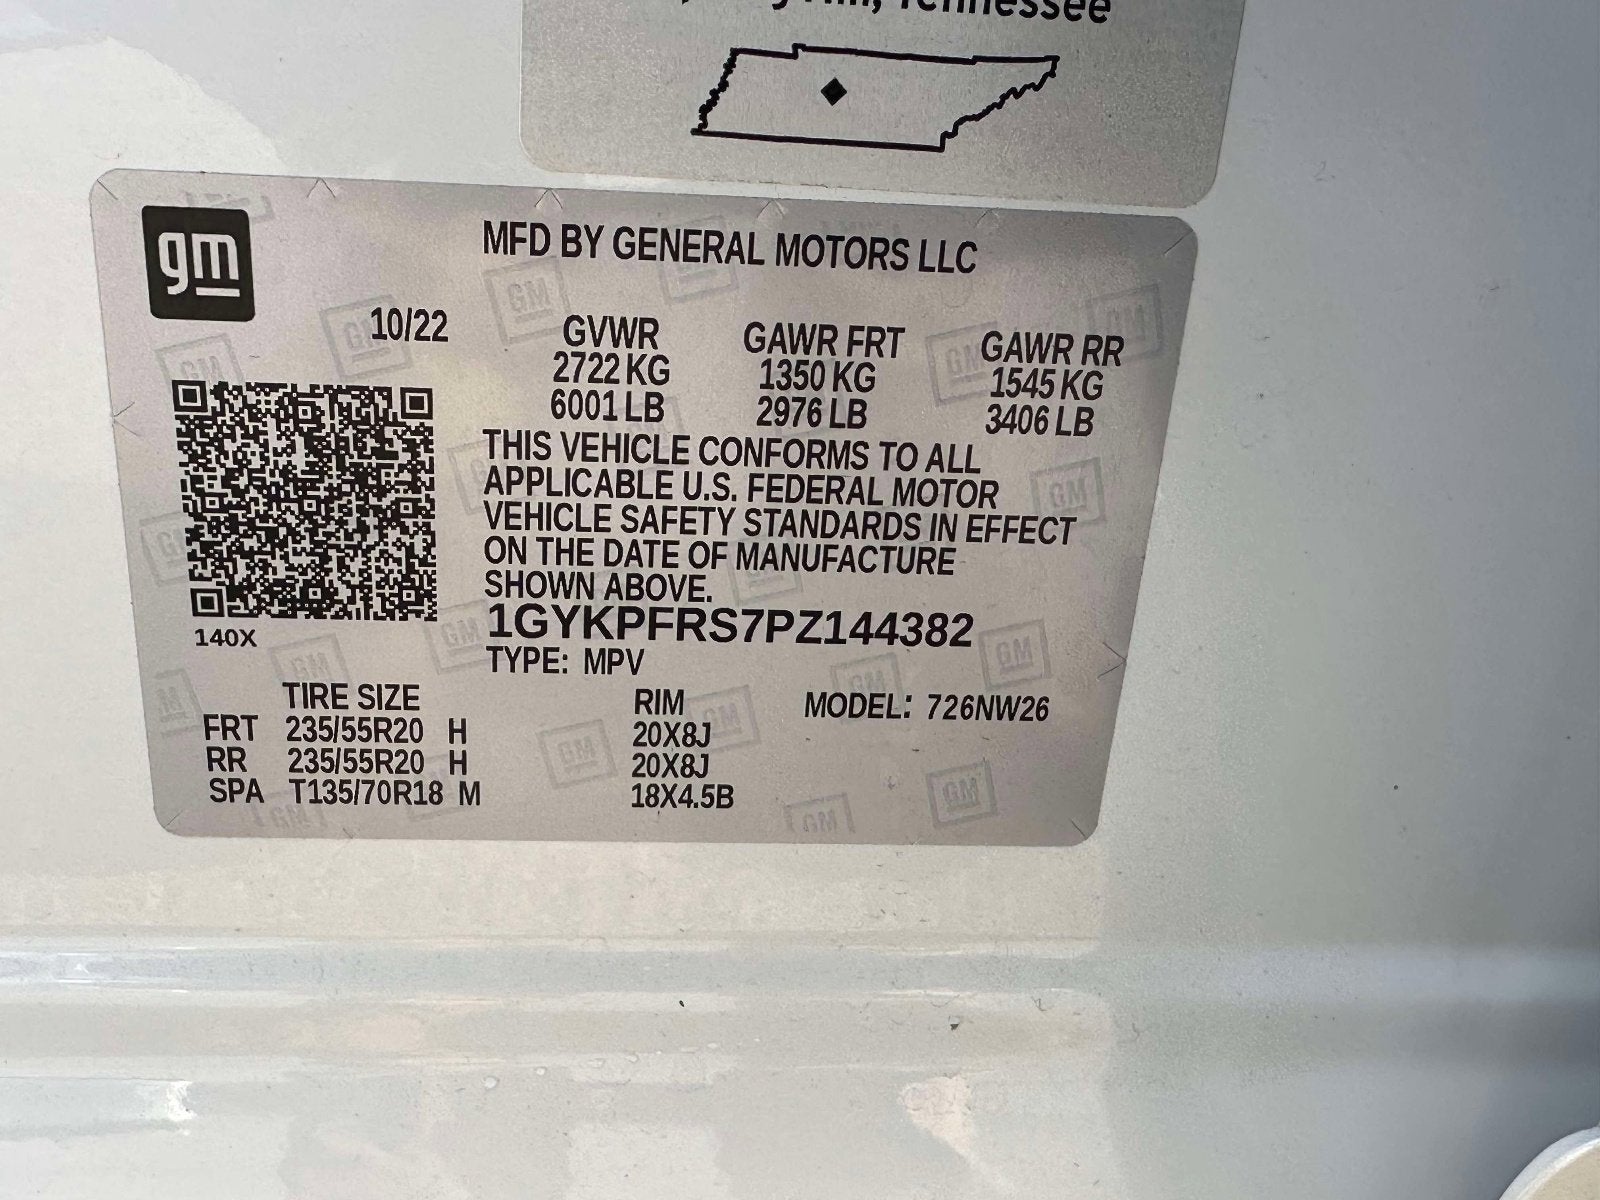 Hill, Tennessee
gm
MFD BY GENERAL MOTORS LLC
10/22
GVWR GAWR FRT GAWR RR
2722 KG 1350 KG 1545 KG
6001 LB 2976 LB 3406 LB
THIS VEHICLE CONFORMS TO ALL
APPLICABLE U.S. FEDERAL MOTOR
VEHICLE SAFETY STANDARDS IN EFFECT
ON THE DATE OF MANUFACTURE
SHOWN ABOVE.
140X
1GYKPFRS7PZ144382
TYPE: MPV
TIRE SIZE RIM MODEL: 726NW26
FRT 235/55R20 H 20X8J
RR 235/55R20 H 20X8J
SPA T135/70R18 M 18X4.5B